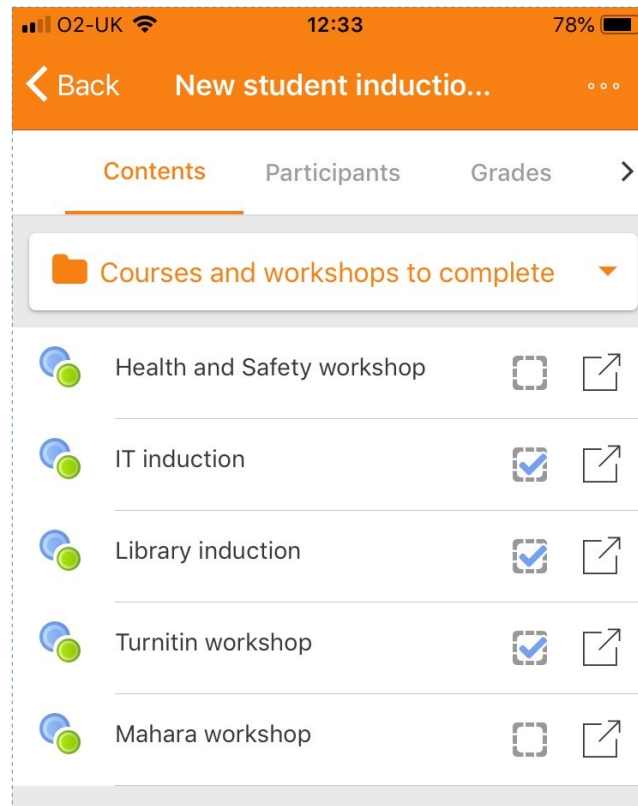 O2-UK 12:33 78%
Back New student inductio... 
Contents Participants Grades
Courses and workshops to complete
Health and Safety workshop
IT induction
Library induction
Turnitin workshop
Mahara workshop